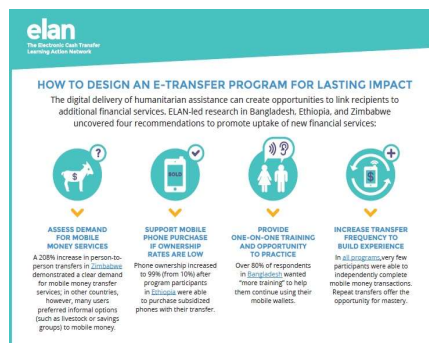 elan
The Electronic Cash Transfer
Learning Action Network
HOW TO DESIGN AN E-TRANSFER PROGRAM FOR LASTING IMPACT
The digital delivery of humanitarian assistance can create opportunities to link recipients to
additional financial services. ELAN-led research in Bangladesh, Ethiopia, and Zimbabwe
uncovered four recommendations to promote uptake of new financial services:
$
?
SOLD
$
+
ASSESS DEMAND
FOR MOBILE
MONEY SERVICES
A 208% increase in person-to-
person transfers in Zimbabwe
demonstrated a clear demand
for mobile money transfer
services; in other countries,
however, many users
preferred informal options
(such as livestock or savings
groups) to mobile money.
SUPPORT MOBILE
PHONE PURCHASE
IF OWNERSHIP
RATES ARE LOW
Phone ownership increased
to 99% (from 10%) after
program participants
in Ethiopia were able
to purchase subsidized
phones with their transfer.
PROVIDE
ONE-ON-ONE TRAINING
AND OPPORTUNITY
TO PRACTICE
Over 80% of respondents
in Bangladesh wanted
"more training" to help
them continue using their
mobile wallets.
INCREASE TRANSFER
FREQUENCY TO
BUILD EXPERIENCE
In all programs,very few
participants were able to
independently complete
mobile money transactions.
Repeat transfers offer the
opportunity for mastery.